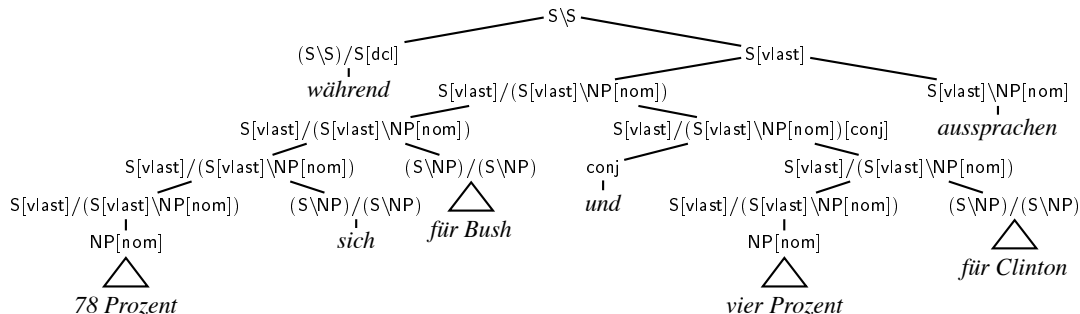 S\S
(S\S)/S[dcl] S[vlast]
während S[vlast]/(S[vlast]\NP[nom]) S[vlast]\NP[nom]
S[vlast]/(S[vlast]\NP[nom]) S[vlast]/(S[vlast]\NP[nom])[conj] aussprachen
S[vlast]/(S[vlast]\NP[nom]) (S\NP)/(S\NP) conj S[vlast]/(S[vlast]\NP[nom])
S[vlast]/(S[vlast]\NP[nom]) (S\NP)/(S\NP) für Bush und S[vlast]/(S[vlast]\NP[nom]) (S\NP)/(S\NP)
NP[nom] sich NP[nom] für Clinton
78 Prozent vier Prozent